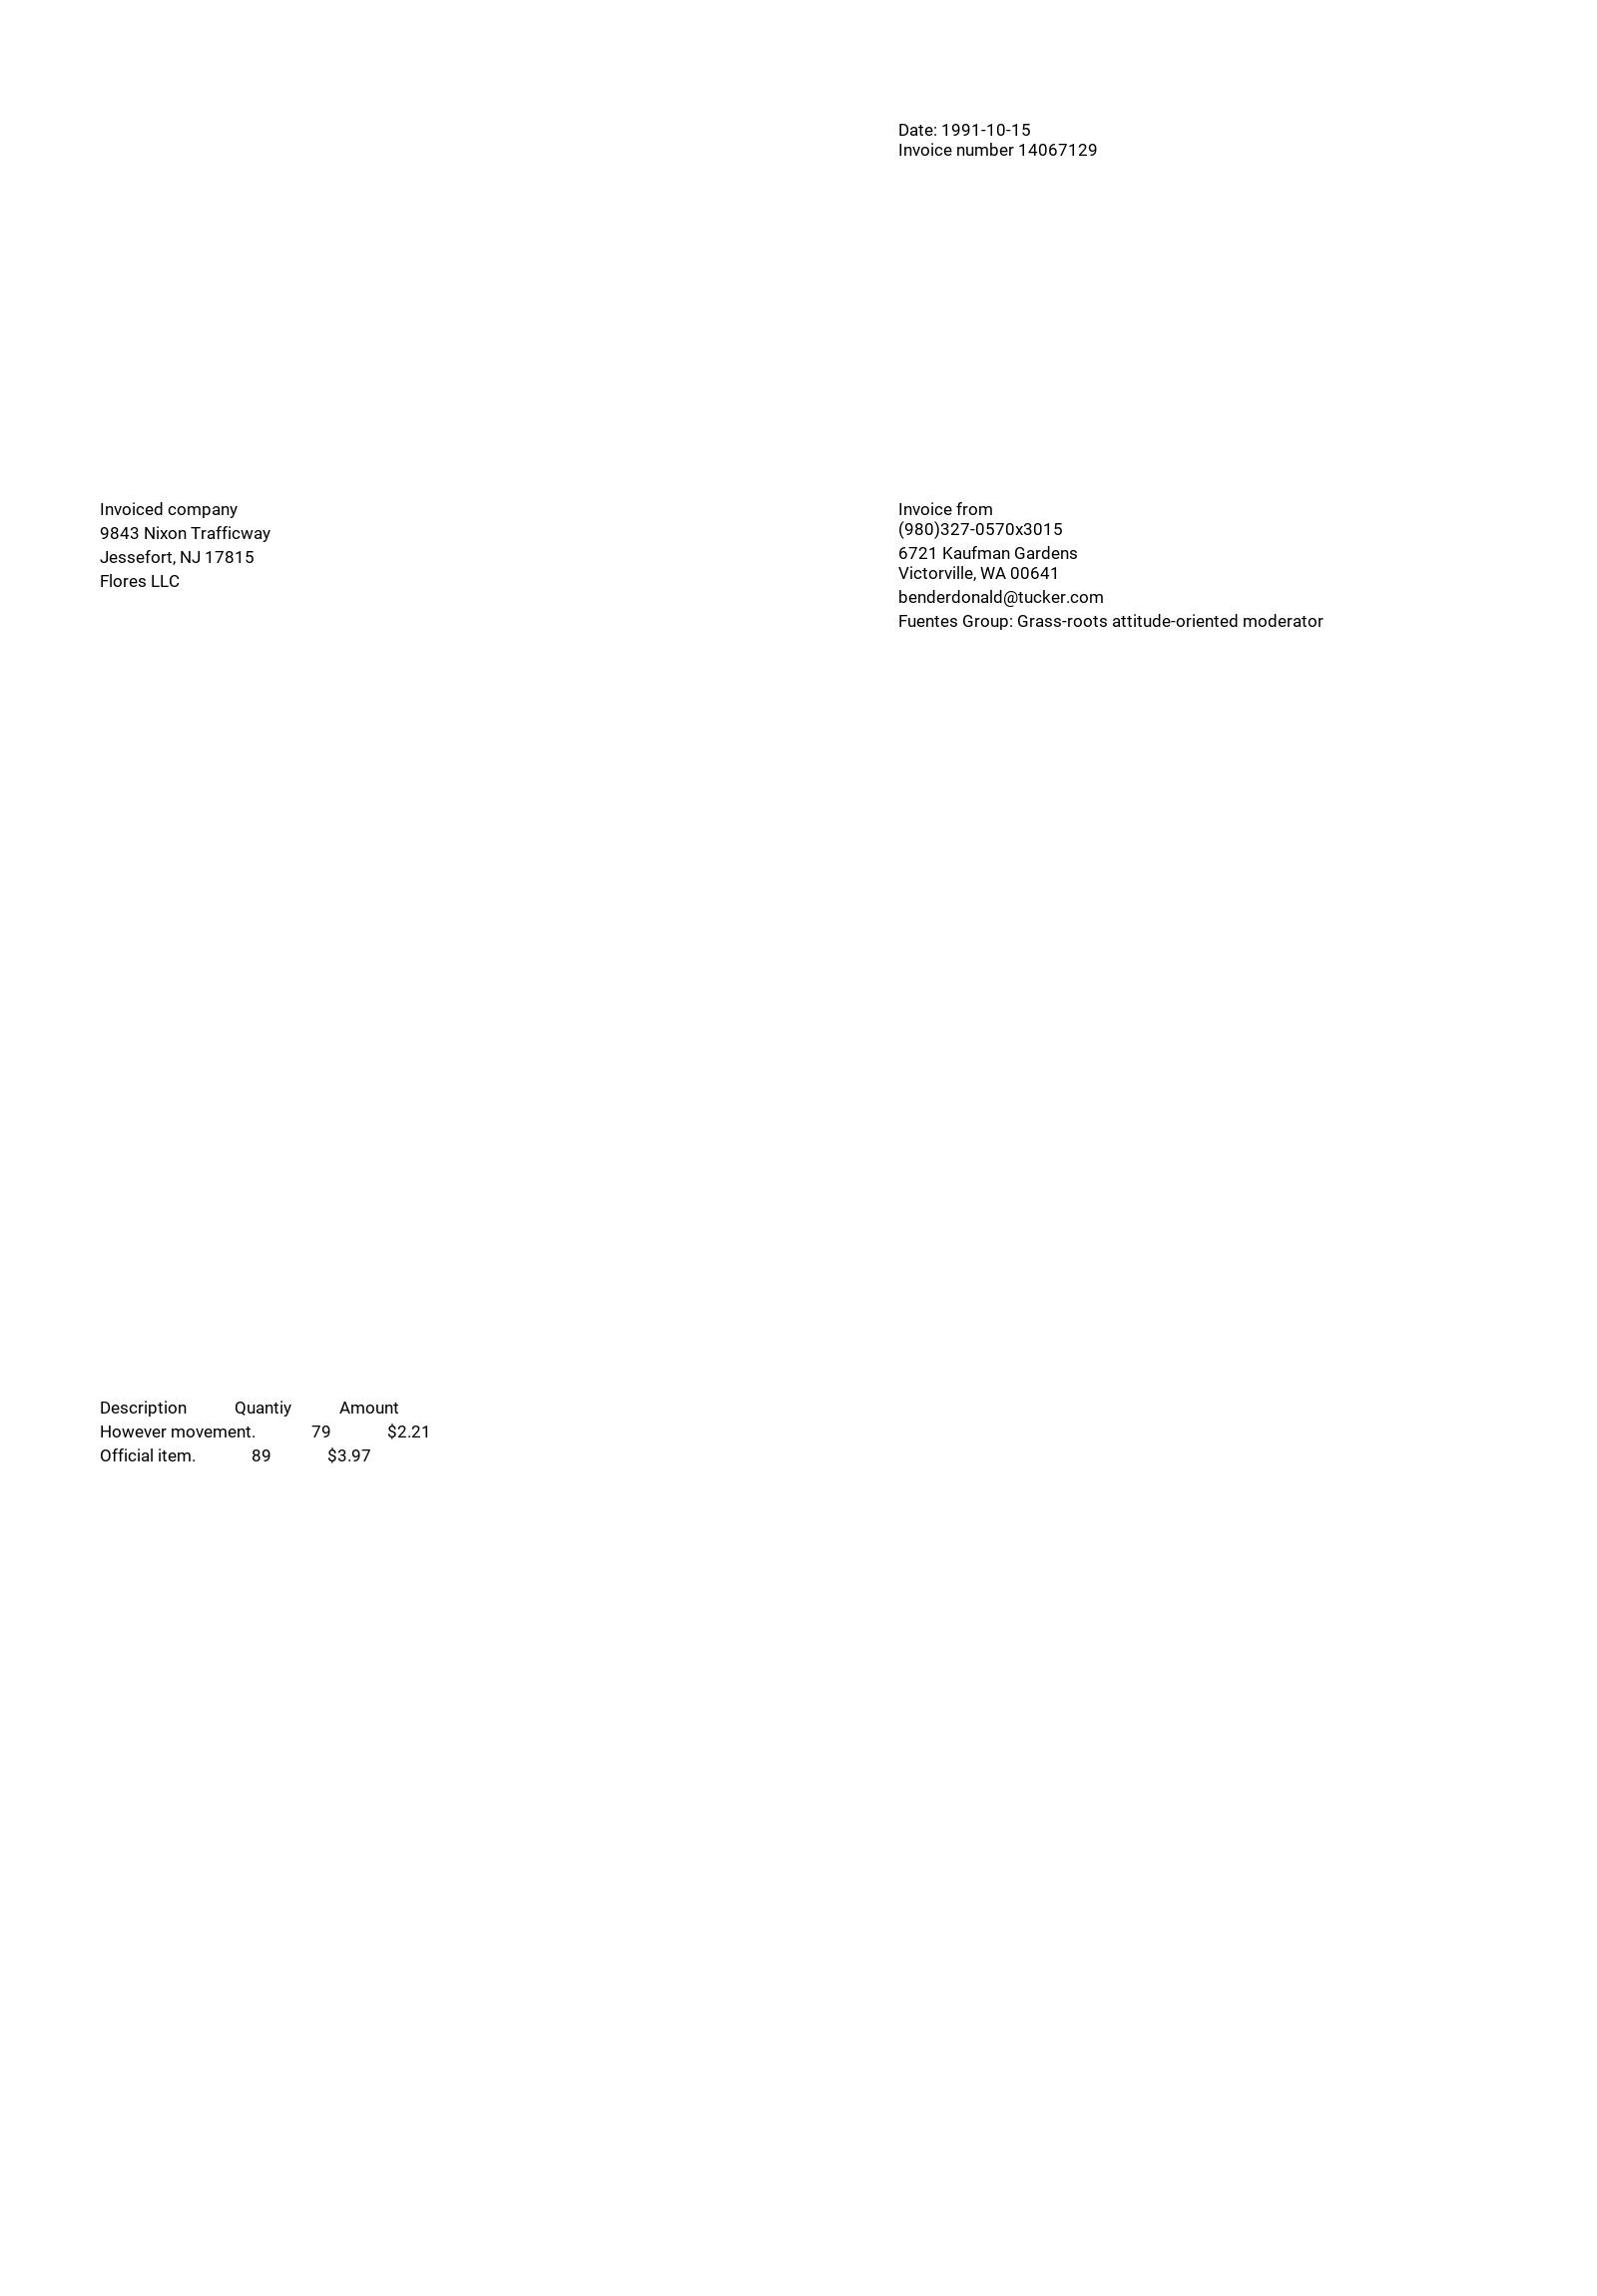 Date: 1991-10-15
Invoice number 14067129
Invoiced company
9843 Nixon Trafficway
Jessefort, NJ 17815
Flores LLC
Invoice from
(980)327-0570x3015
6721 Kaufman Gardens
Victorville, WA 00641
benderdonald@tucker.com
Fuentes Group: Grass-roots attitude-oriented moderator
Description Quantiy Amount
However movement. 79 $2.21
Official item. 89 $3.97